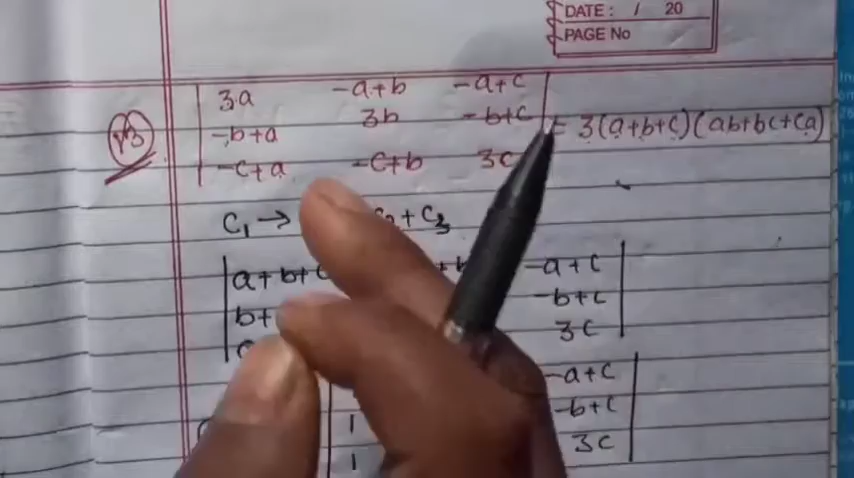 DATE: / 20
PAGE No
3a -a+b -a+c
13 -b+a 3b -b+c = 3(a+b+c)(ab+bc+ca)
-c+a -c+b 3c
C₁ → C₂ + C₃
a+b+c +b -a+c
b+ -b+c
3c
-a+c
1 -b+c
1 3c